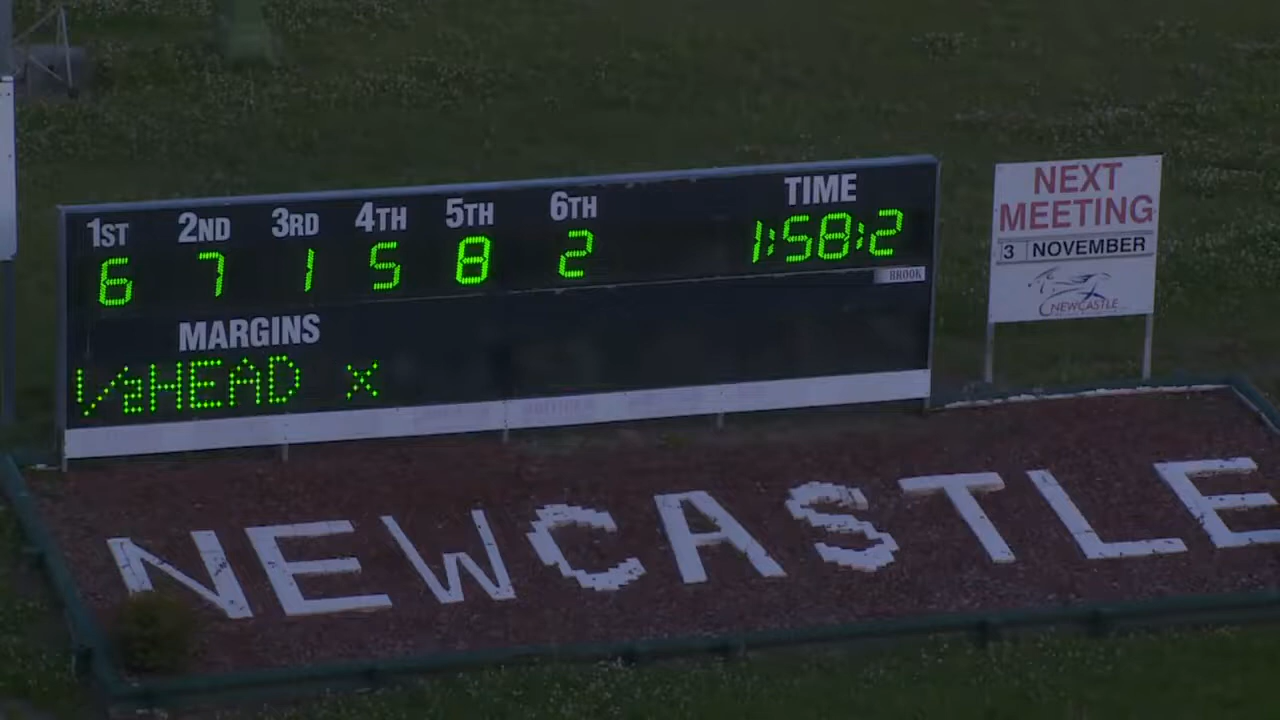 1ST 2ND 3RD 4TH 5TH 6TH TIME
6 7 1 5 8 2 1:58:2
BROOK
MARGINS
1/2HEAD X
NEXT
MEETING
3 NOVEMBER
NEWCASTLE
NEWCASTLE